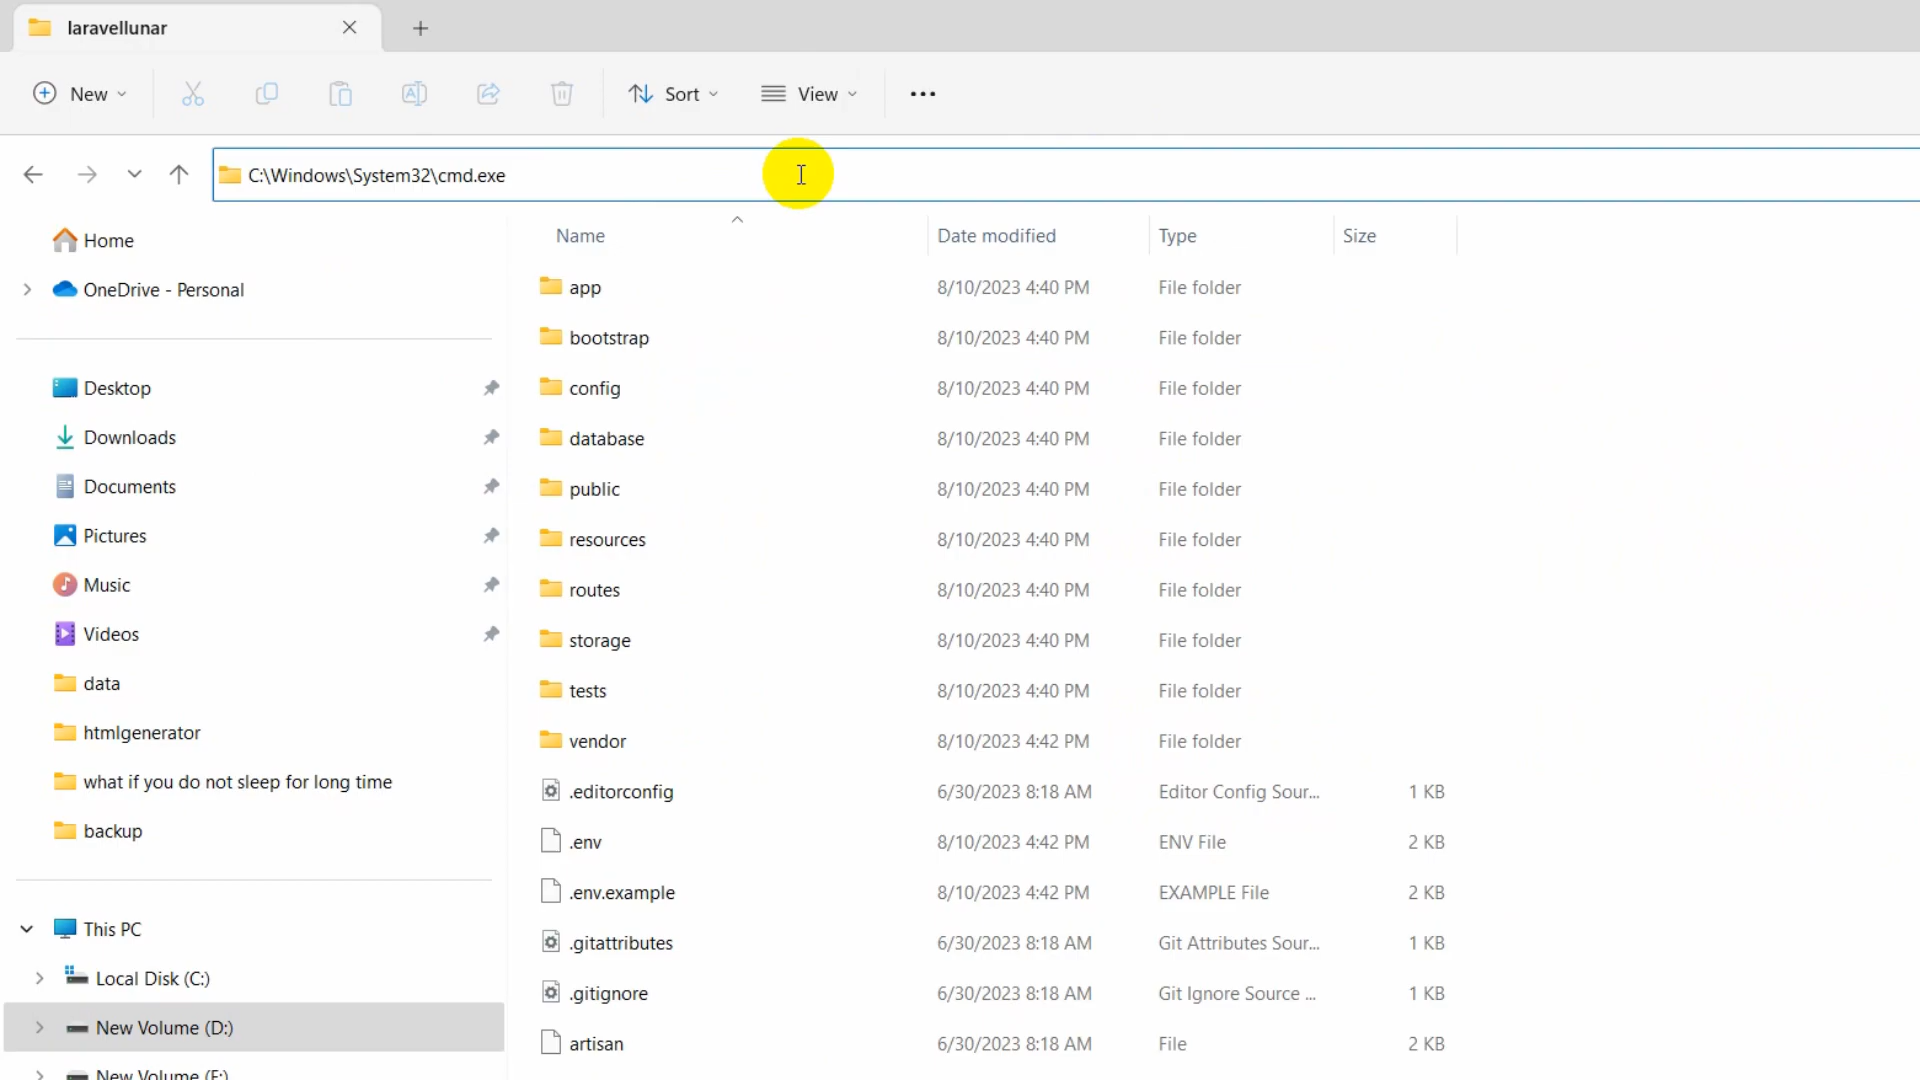 laravellunar
New
Sort
View
C:\Windows\System32\cmd.exe
Home
OneDrive - Personal
Desktop
Downloads
Documents
Pictures
Music
Videos
data
htmlgenerator
what if you do not sleep for long time
backup
This PC
Local Disk (C:)
New Volume (D:)
New Volume (E:)
Name Date modified Type Size
app 8/10/2023 4:40 PM File folder
bootstrap 8/10/2023 4:40 PM File folder
config 8/10/2023 4:40 PM File folder
database 8/10/2023 4:40 PM File folder
public 8/10/2023 4:40 PM File folder
resources 8/10/2023 4:40 PM File folder
routes 8/10/2023 4:40 PM File folder
storage 8/10/2023 4:40 PM File folder
tests 8/10/2023 4:40 PM File folder
vendor 8/10/2023 4:42 PM File folder
.editorconfig 6/30/2023 8:18 AM Editor Config Sour... 1 KB
.env 8/10/2023 4:42 PM ENV File 2 KB
.env.example 8/10/2023 4:42 PM EXAMPLE File 2 KB
.gitattributes 6/30/2023 8:18 AM Git Attributes Sour... 1 KB
.gitignore 6/30/2023 8:18 AM Git Ignore Source ... 1 KB
artisan 6/30/2023 8:18 AM File 2 KB